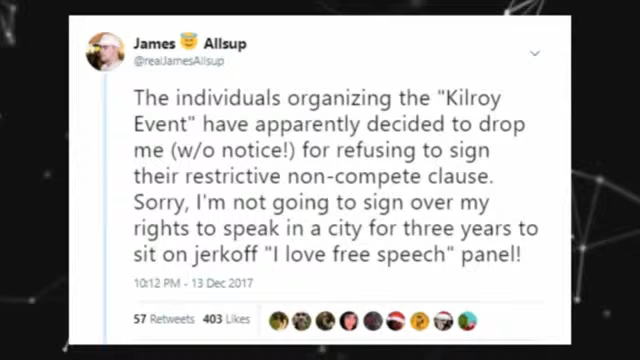 James 😇 Allsup
@realJamesAllsup
The individuals organizing the "Kilroy
Event" have apparently decided to drop
me (w/o notice!) for refusing to sign
their restrictive non-compete clause.
Sorry, I'm not going to sign over my
rights to speak in a city for three years to
sit on jerkoff "I love free speech" panel!
10:12 PM - 13 Dec 2017
57 Retweets 403 Likes